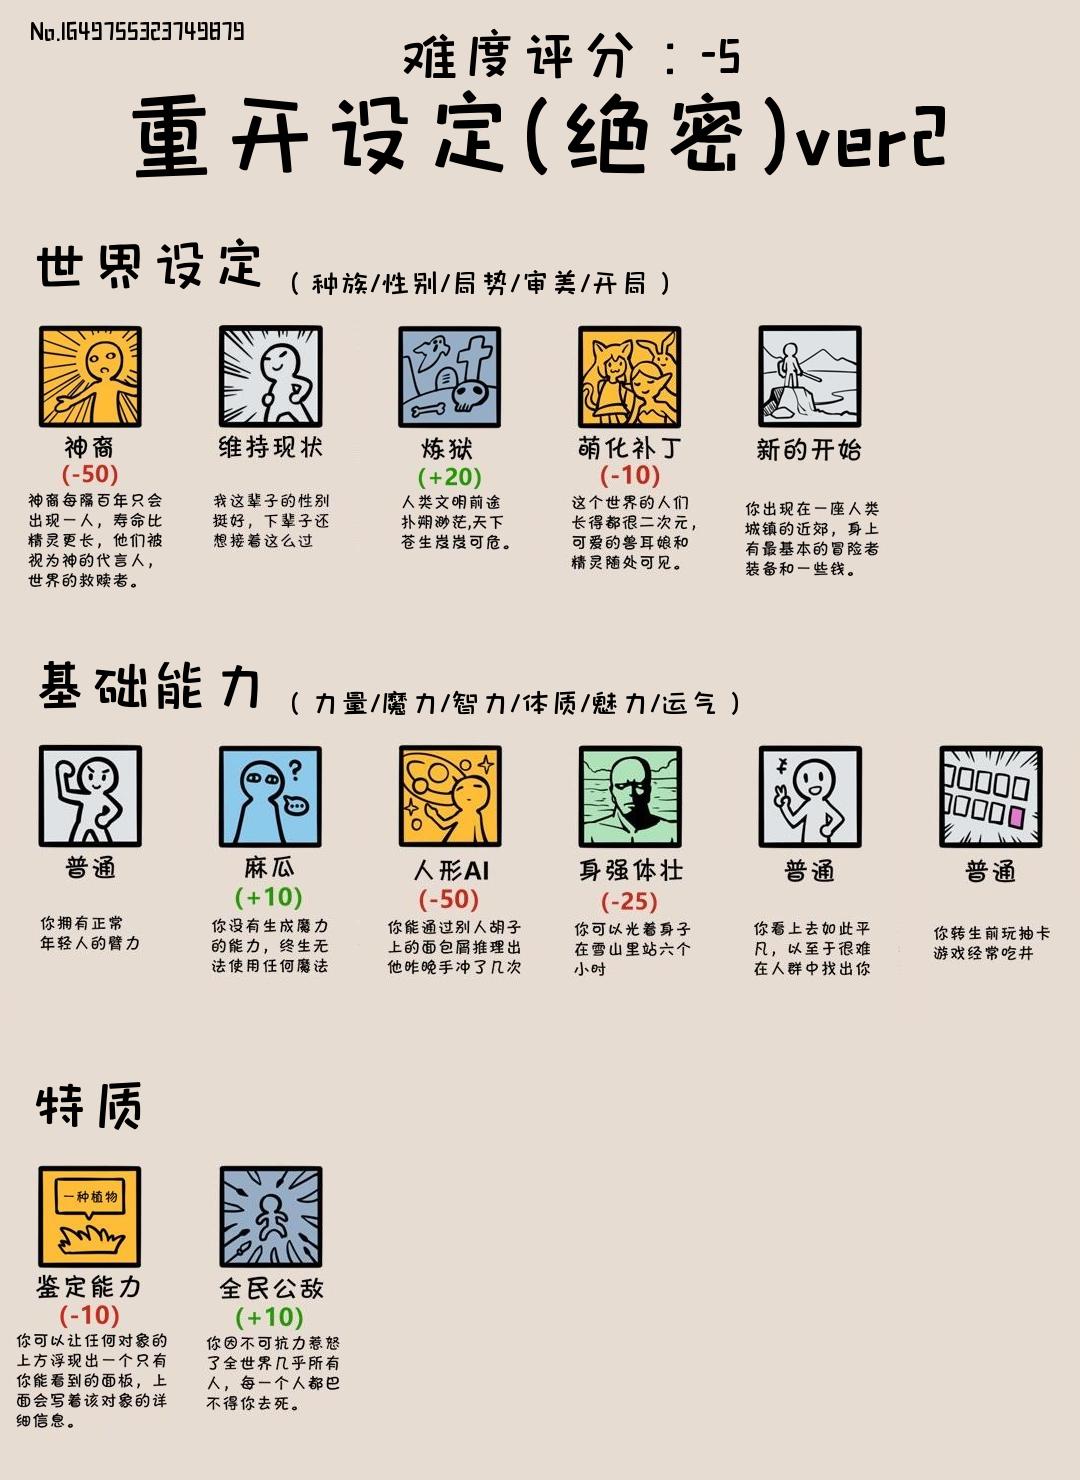 No.1649755323749879
难度评分：-5
重开设定(绝密)ver2
世界设定（种族/性别/局势/审美/开局）
神裔
(-50)
神裔每隔百年只会
出现一人，寿命比
精灵更长，他们被
视为神的代言人，
世界的救赎者。
维持现状
我这辈子的性别
挺好，下辈子还
想接着这么过
炼狱
(+20)
人类文明前途
扑朔渺茫,天下
苍生岌岌可危。
萌化补丁
(-10)
这个世界的人们
长得都很二次元，
可爱的兽耳娘和
精灵随处可见。
新的开始
你出现在一座人类
城镇的近郊，身上
有最基本的冒险者
装备和一些钱。
基础能力（力量/魔力/智力/体质/魅力/运气）
普通
你拥有正常
年轻人的臂力
麻瓜
(+10)
你没有生成魔力
的能力，终生无
法使用任何魔法
人形AI
(-50)
你能通过别人胡子
上的面包屑推理出
他昨晚手冲了几次
身强体壮
(-25)
你可以光着身子
在雪山里站六个
小时
普通
你看上去如此平
凡，以至于很难
在人群中找出你
普通
你转生前玩抽卡
游戏经常吃井
特质
一种植物
鉴定能力
(-10)
你可以让任何对象的
上方浮现出一个只有
你能看到的面板，上
面会写着该对象的详
细信息。
全民公敌
(+10)
你因不可抗力惹怒
了全世界几乎所有
人，每一个人都巴
不得你去死。